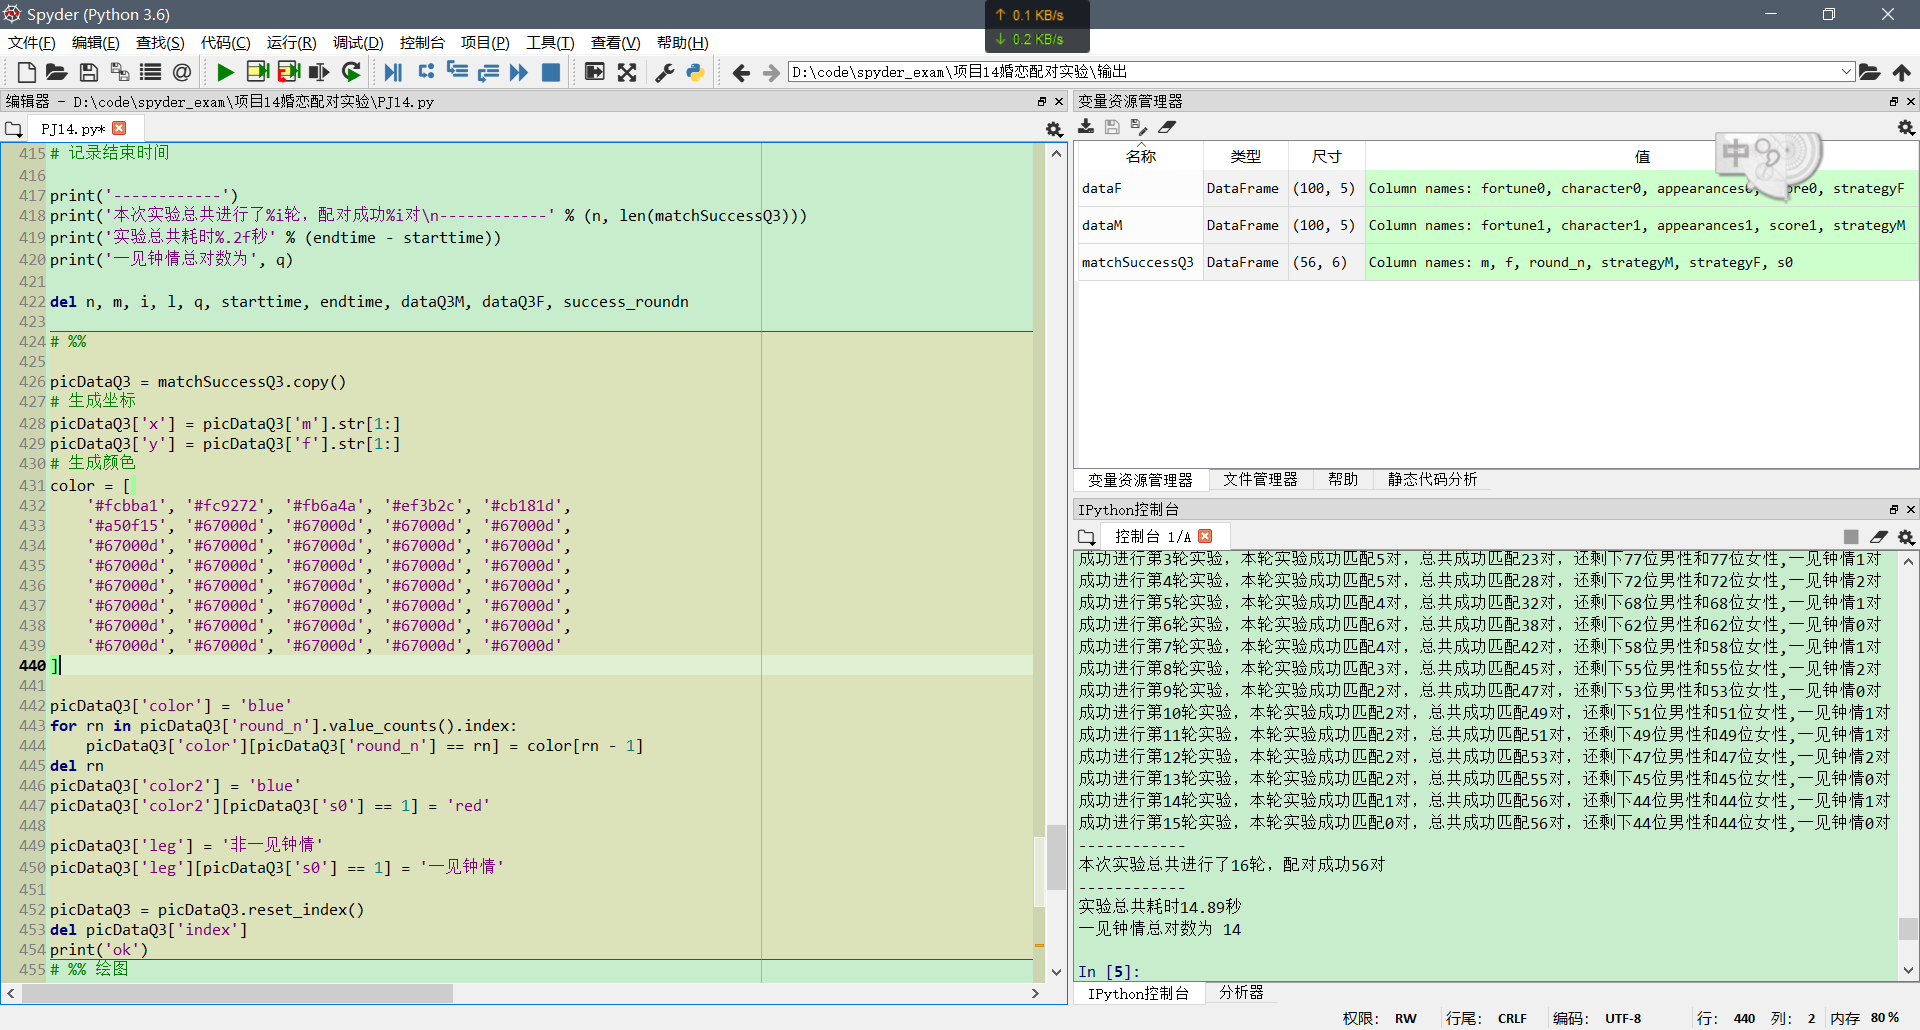 Spyder (Python 3.6)
↑ 0.1 KB/s
↓ 0.2 KB/s
文件(F) 编辑(E) 查找(S) 代码(C) 运行(R) 调试(D) 控制台 项目(P) 工具(T) 查看(V) 帮助(H)
D:\code\spyder_exam\项目14婚恋配对实验\输出
编辑器 - D:\code\spyder_exam\项目14婚恋配对实验\PJ14.py
PJ14.py*
415 # 记录结束时间
416
417 print('------------')
418 print('本次实验总共进行了%i轮，配对成功%i对\n------------' % (n, len(matchSuccessQ3)))
419 print('实验总共耗时%.2f秒' % (endtime - starttime))
420 print('一见钟情总对数为', q)
421
422 del n, m, i, l, q, starttime, endtime, dataQ3M, dataQ3F, success_roundn
423
424 # %%
425
426 picDataQ3 = matchSuccessQ3.copy()
427 # 生成坐标
428 picDataQ3['x'] = picDataQ3['m'].str[1:]
429 picDataQ3['y'] = picDataQ3['f'].str[1:]
430 # 生成颜色
431 color = [
432     '#fcbba1', '#fc9272', '#fb6a4a', '#ef3b2c', '#cb181d',
433     '#a50f15', '#67000d', '#67000d', '#67000d', '#67000d',
434     '#67000d', '#67000d', '#67000d', '#67000d', '#67000d',
435     '#67000d', '#67000d', '#67000d', '#67000d', '#67000d',
436     '#67000d', '#67000d', '#67000d', '#67000d', '#67000d',
437     '#67000d', '#67000d', '#67000d', '#67000d', '#67000d',
438     '#67000d', '#67000d', '#67000d', '#67000d', '#67000d',
439     '#67000d', '#67000d', '#67000d', '#67000d', '#67000d'
440 ]
441
442 picDataQ3['color'] = 'blue'
443 for rn in picDataQ3['round_n'].value_counts().index:
444     picDataQ3['color'][picDataQ3['round_n'] == rn] = color[rn - 1]
445 del rn
446 picDataQ3['color2'] = 'blue'
447 picDataQ3['color2'][picDataQ3['s0'] == 1] = 'red'
448
449 picDataQ3['leg'] = '非一见钟情'
450 picDataQ3['leg'][picDataQ3['s0'] == 1] = '一见钟情'
451
452 picDataQ3 = picDataQ3.reset_index()
453 del picDataQ3['index']
454 print('ok')
455 # %% 绘图
变量资源管理器
中
名称 类型 尺寸 值
dataF DataFrame (100, 5) Column names: fortune0, character0, appearances0, score0, strategyF
dataM DataFrame (100, 5) Column names: fortune1, character1, appearances1, score1, strategyM
matchSuccessQ3 DataFrame (56, 6) Column names: m, f, round_n, strategyM, strategyF, s0
变量资源管理器 文件管理器 帮助 静态代码分析
IPython控制台
控制台 1/A
成功进行第3轮实验，本轮实验成功匹配5对，总共成功匹配23对，还剩下77位男性和77位女性,一见钟情1对
成功进行第4轮实验，本轮实验成功匹配5对，总共成功匹配28对，还剩下72位男性和72位女性,一见钟情2对
成功进行第5轮实验，本轮实验成功匹配4对，总共成功匹配32对，还剩下68位男性和68位女性,一见钟情1对
成功进行第6轮实验，本轮实验成功匹配6对，总共成功匹配38对，还剩下62位男性和62位女性,一见钟情0对
成功进行第7轮实验，本轮实验成功匹配4对，总共成功匹配42对，还剩下58位男性和58位女性,一见钟情1对
成功进行第8轮实验，本轮实验成功匹配3对，总共成功匹配45对，还剩下55位男性和55位女性,一见钟情2对
成功进行第9轮实验，本轮实验成功匹配2对，总共成功匹配47对，还剩下53位男性和53位女性,一见钟情0对
成功进行第10轮实验，本轮实验成功匹配2对，总共成功匹配49对，还剩下51位男性和51位女性,一见钟情1对
成功进行第11轮实验，本轮实验成功匹配2对，总共成功匹配51对，还剩下49位男性和49位女性,一见钟情1对
成功进行第12轮实验，本轮实验成功匹配2对，总共成功匹配53对，还剩下47位男性和47位女性,一见钟情2对
成功进行第13轮实验，本轮实验成功匹配2对，总共成功匹配55对，还剩下45位男性和45位女性,一见钟情0对
成功进行第14轮实验，本轮实验成功匹配1对，总共成功匹配56对，还剩下44位男性和44位女性,一见钟情1对
成功进行第15轮实验，本轮实验成功匹配0对，总共成功匹配56对，还剩下44位男性和44位女性,一见钟情0对
------------
本次实验总共进行了16轮，配对成功56对
------------
实验总共耗时14.89秒
一见钟情总对数为 14
In [5]:
IPython控制台 分析器
权限： RW 行尾： CRLF 编码： UTF-8 行： 440 列： 2 内存 80 %